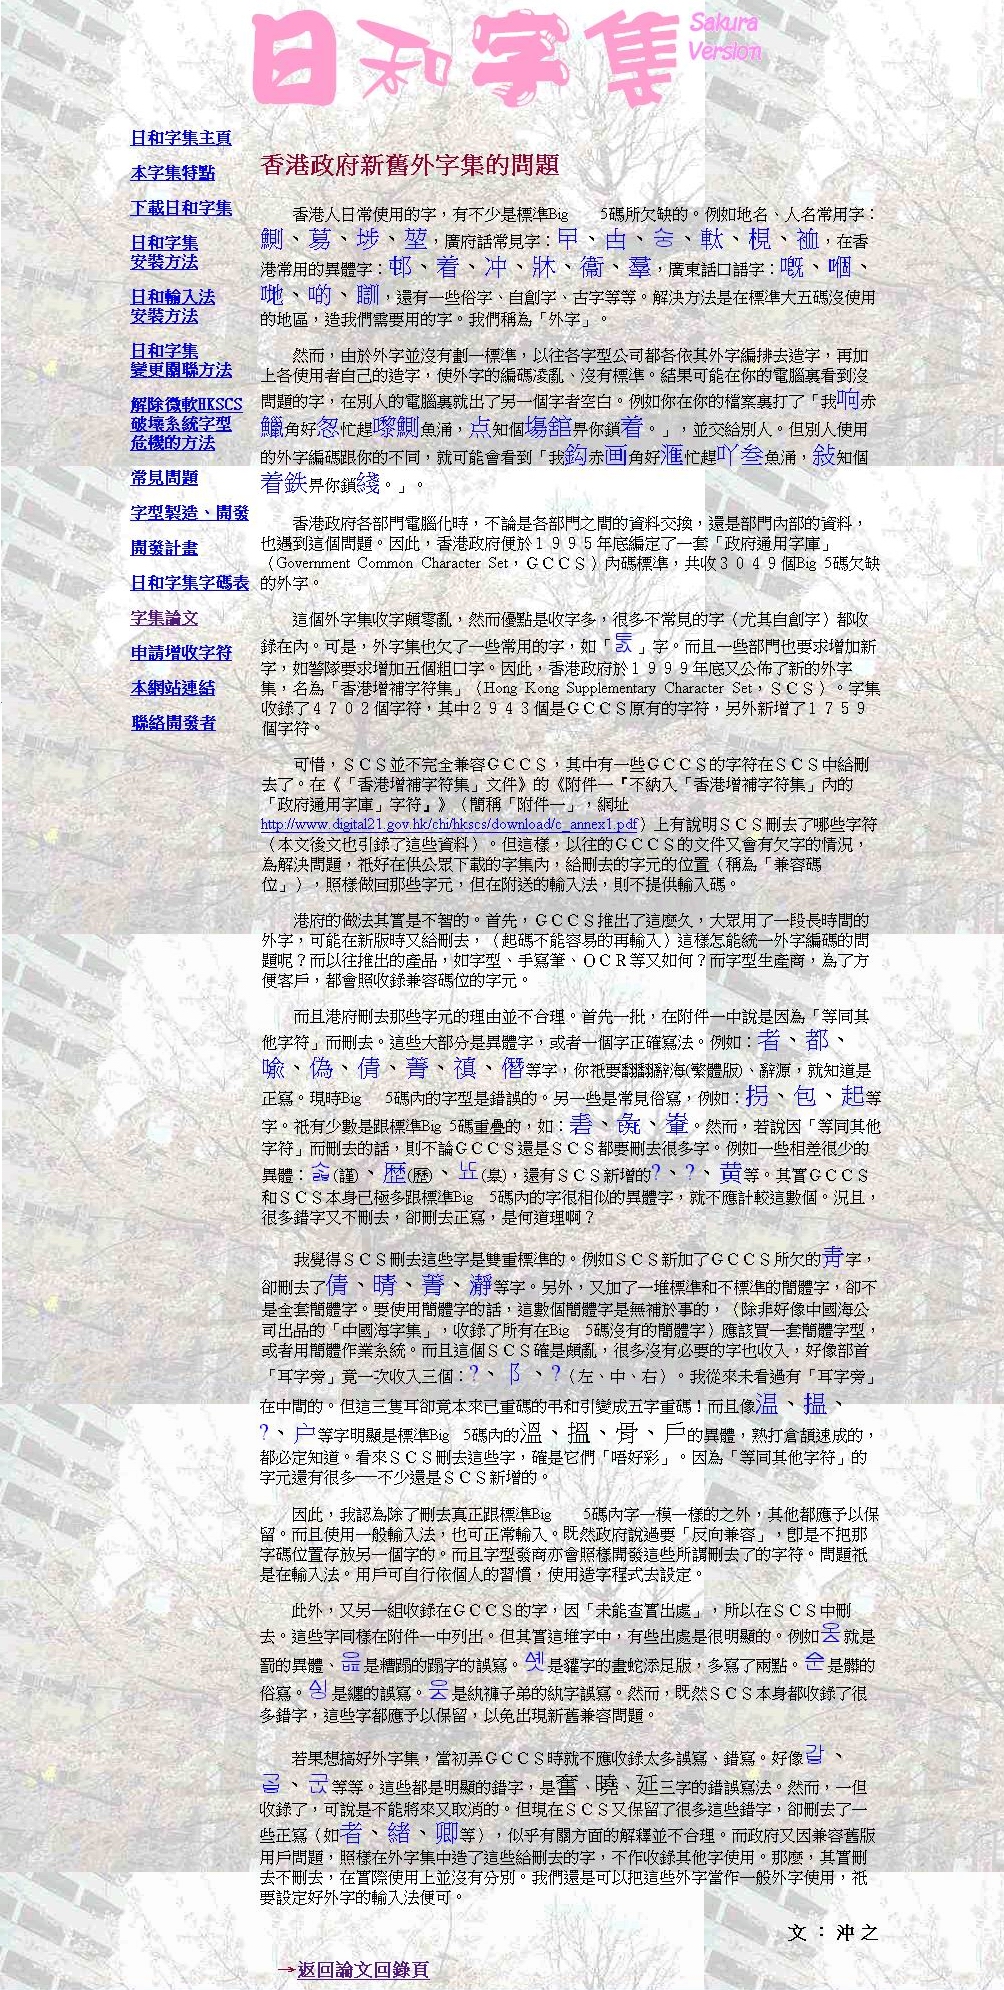 日和字集
Sakura
Version
日和字集主頁
本字集特點
下載日和字集
日和字集
安裝方法
日和輸入法
安裝方法
日和字集
變更關聯方法
解除微軟HKSCS
破壞系統字型
危機的方法
常見問題
字型製造、開發
開發計畫
日和字集字碼表
字集論文
申請增收字符
本網站連結
聯絡開發者
香港政府新舊外字集的問題
香港人日常使用的字，有不少是標準Big 5碼所欠缺的。例如地名、人名常用字：
鰂、葛、埗、堃，廣府話常見字：曱、甴、송、軚、梘、裇，在香
港常用的異體字：邨、着、冲、牀、衞、羣，廣東話口語字：嘅、嗰、
哋、啲、瞓，還有一些俗字、自創字、古字等等。解決方法是在標準大五碼沒使用
的地區，造我們需要用的字。我們稱為「外字」。
然而，由於外字並沒有劃一標準，以往各字型公司都各依其外字編排去造字，再加
上各使用者自己的造字，使外字的編碼凌亂、沒有標準。結果可能在你的電腦裏看到沒
問題的字，在別人的電腦裏就出了另一個字者空白。例如你在你的檔案裏打了「我响赤
鱲角好忽忙趕嚟鰂魚涌，点知個塲舘畀你鎖着。」，並交給別人。但別人使用
的外字編碼跟你的不同，就可能會看到「我鈎赤画角好滙忙趕吖叁魚涌，敍知個
着鉄畀你鎖綫。」。
香港政府各部門電腦化時，不論是各部門之間的資料交換，還是部門內部的資料，
也遇到這個問題。因此，香港政府便於１９９５年底編定了一套「政府通用字庫」
（Government Common Character Set，ＧＣＣＳ）內碼標準，共收３０４９個Big 5碼欠缺
的外字。
這個外字集收字頗零亂，然而優點是收字多，很多不常見的字（尤其自創字）都收
錄在內。可是，外字集也欠了一些常用的字，如「」字。而且一些部門也要求增加新
字，如警隊要求增加五個粗口字。因此，香港政府於１９９９年底又公佈了新的外字
集，名為「香港增補字符集」（Hong Kong Supplementary Character Set，ＳＣＳ）。字集
收錄了４７０２個字符，其中２９４３個是ＧＣＣＳ原有的字符，另外新增了１７５９
個字符。
可惜，ＳＣＳ並不完全兼容ＧＣＣＳ，其中有一些ＧＣＣＳ的字符在ＳＣＳ中給刪
去了。在《「香港增補字符集」文件》的《附件一『不納入「香港增補字符集」內的
「政府通用字庫」字符』》（簡稱「附件一」，網址
http://www.digital21.gov.hk/chi/hkscs/download/c_annex1.pdf）上有說明ＳＣＳ刪去了哪些字符
（本文後文也引錄了這些資料）。但這樣，以往的ＧＣＣＳ的文件又會有欠字的情況，
為解決問題，祇好在供公眾下載的字集內，給刪去的字元的位置（稱為「兼容碼
位」），照樣做回那些字元，但在附送的輸入法，則不提供輸入碼。
港府的做法其實是不智的。首先，ＧＣＣＳ推出了這麼久，大眾用了一段長時間的
外字，可能在新版時又給刪去，（起碼不能容易的再輸入）這樣怎能統一外字編碼的問
題呢？而以往推出的產品，如字型、手寫筆、ＯＣＲ等又如何？而字型生產商，為了方
便客戶，都會照收錄兼容碼位的字元。
而且港府刪去那些字元的理由並不合理。首先一批，在附件一中說是因為「等同其
他字符」而刪去。這些大部分是異體字，或者一個字正確寫法。例如：者、都、
喩、偽、倩、菁、禛、僭等字，你祇要翻翻辭海(繁體版)、辭源，就知道是
正寫。現時Big 5碼內的字型是錯誤的。另一些是常見俗寫，例如：拐、包、起等
字。祇有少數是跟標準Big 5碼重疊的，如：、、。然而，若說因「等同其他
字符」而刪去的話，則不論ＧＣＣＳ還是ＳＣＳ都要刪去很多字。例如一些相差很少的
異體：(謹)、歴(歷)、(臯)，還有ＳＣＳ新增的?、?、黄等。其實ＧＣＣＳ
和ＳＣＳ本身已極多跟標準Big 5碼內的字很相似的異體字，就不應計較這數個。況且，
很多錯字又不刪去，卻刪去正寫，是何道理啊？
我覺得ＳＣＳ刪去這些字是雙重標準的。例如ＳＣＳ新加了ＧＣＣＳ所欠的靑字，
卻刪去了倩、晴、菁、瀞等字。另外，又加了一堆標準和不標準的簡體字，卻不
是全套簡體字。要使用簡體字的話，這數個簡體字是無補於事的，（除非好像中國海公
司出品的「中國海字集」，收錄了所有在Big 5碼沒有的簡體字）應該買一套簡體字型，
或者用簡體作業系統。而且這個ＳＣＳ確是頗亂，很多沒有必要的字也收入，好像部首
「耳字旁」竟一次收入三個：?、阝、?（左、中、右）。我從來未看過有「耳字旁」
在中間的。但這三隻耳卻竟本來已重碼的弔和引變成五字重碼！而且像温、揾、
?、户等字明顯是標準Big 5碼內的溫、搵、骨、戶的異體，熟打倉頡速成的，
都必定知道。看來ＳＣＳ刪去這些字，確是它們「唔好彩」。因為「等同其他字符」的
字元還有很多──不少還是ＳＣＳ新增的。
因此，我認為除了刪去真正跟標準Big 5碼內字一模一樣的之外，其他都應予以保
留。而且使用一般輸入法，也可正常輸入。既然政府說過要「反向兼容」，即是不把那
字碼位置存放另一個字的。而且字型發商亦會照樣開發這些所謂刪去了的字符。問題祇
是在輸入法。用戶可自行依個人的習慣，使用造字程式去設定。
此外，又另一組收錄在ＧＣＣＳ的字，因「未能查實出處」，所以在ＳＣＳ中刪
去。這些字同樣在附件一中列出。但其實這堆字中，有些出處是很明顯的。例如옷就是
罰的異體、읇是糟蹋的蹋字的誤寫。솃是貛字的畫蛇添足版，多寫了兩點。순是髒的
俗寫。싕是纏的誤寫。웃是紈褲子弟的紈字誤寫。然而，既然ＳＣＳ本身都收錄了很
多錯字，這些字都應予以保留，以免出現新舊兼容問題。
若果想搞好外字集，當初弄ＧＣＣＳ時就不應收錄太多誤寫、錯寫。好像갈、
골、굸等等。這些都是明顯的錯字，是奮、曉、延三字的錯誤寫法。然而，一但
收錄了，可說是不能將來又取消的。但現在ＳＣＳ又保留了很多這些錯字，卻刪去了一
些正寫（如者、緒、卿等），似乎有關方面的解釋並不合理。而政府又因兼容舊版
用戶問題，照樣在外字集中造了這些給刪去的字，不作收錄其他字使用。那麼，其實刪
去不刪去，在實際使用上並沒有分別。我們還是可以把這些外字當作一般外字使用，祇
要設定好外字的輸入法便可。
文：沖之
→返回論文回錄頁